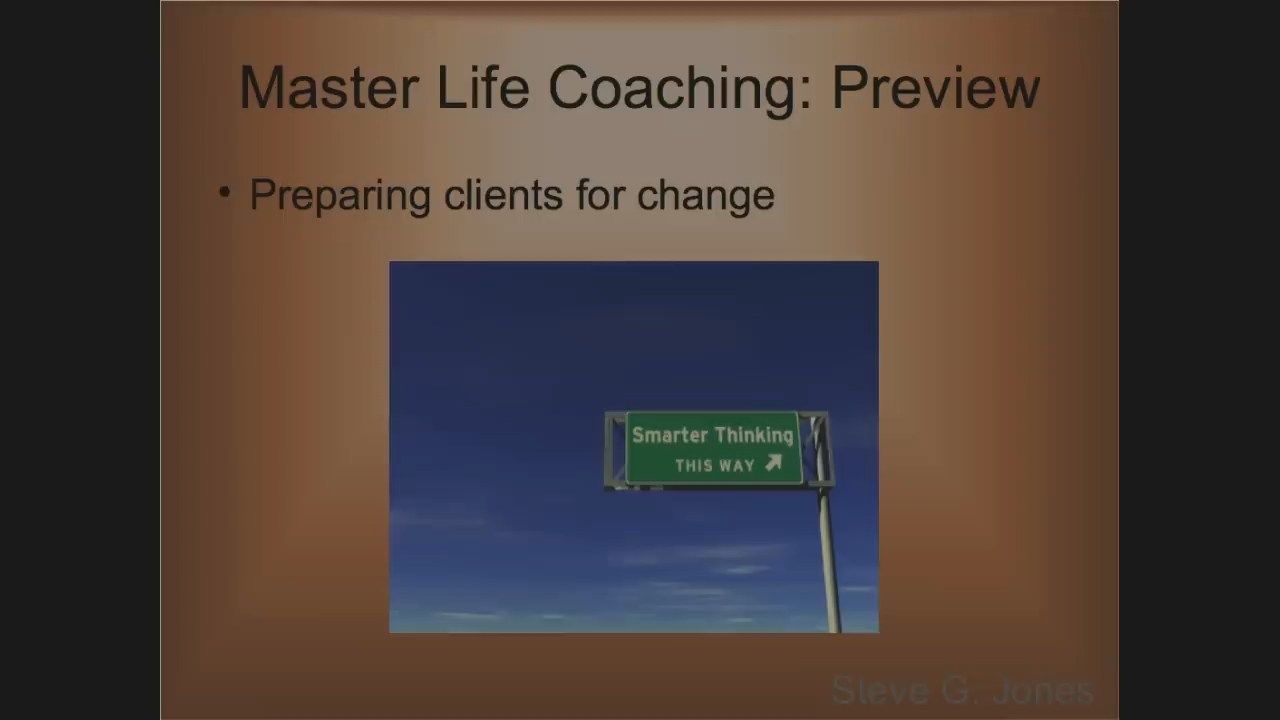 Master Life Coaching: Preview
• Preparing clients for change
Smarter Thinking
THIS WAY ↗
Steve G. Jones